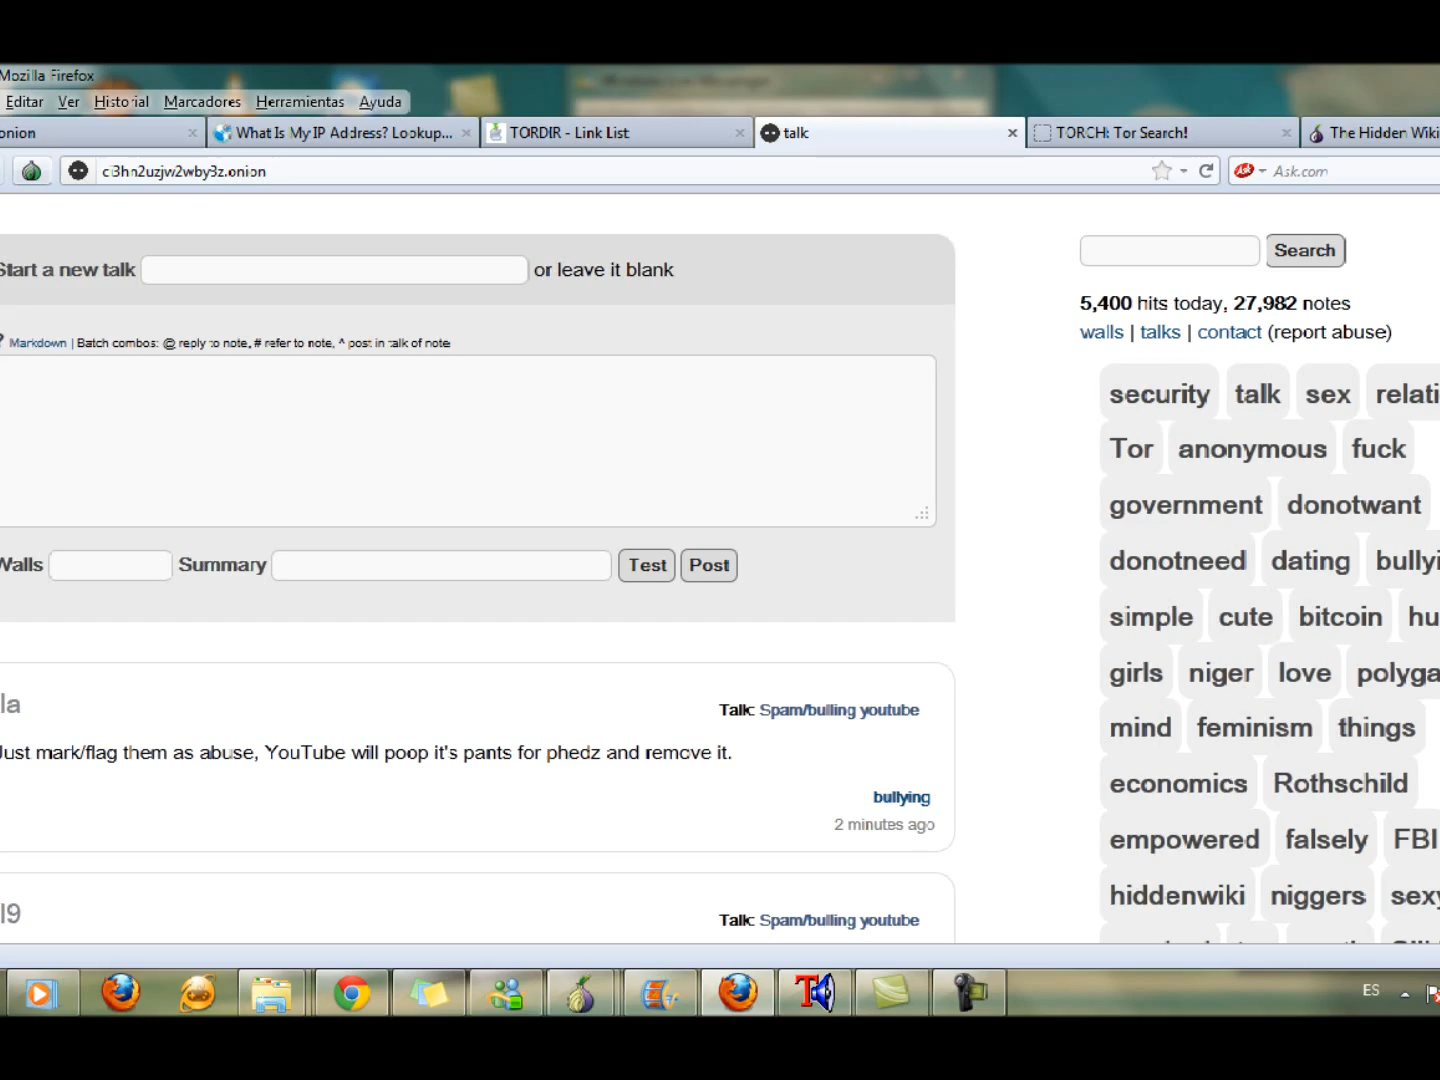 Mozilla Firefox
Editar Ver Historial Marcadores Herramientas Ayuda
onion
What Is My IP Address? Lookup...
TORDIR - Link List
talk
TORCH: Tor Search!
The Hidden Wiki
ci3hn2uzjw2wby3z.onion
Ask.com
Start a new talk or leave it blank
Search
5,400 hits today, 27,982 notes
walls | talks | contact (report abuse)
? Markdown | Batch combos: @ reply to note, # refer to note, ^ post in talk of note
security talk sex relati
Tor anonymous fuck
government donotwant
donotneed dating bullyi
simple cute bitcoin hu
girls niger love polyga
mind feminism things
economics Rothschild
empowered falsely FBI
hiddenwiki niggers sexy
Walls Summary Test Post
la
Talk: Spam/bulling youtube
Just mark/flag them as abuse, YouTube will poop it's pants for phedz and remove it.
bullying
2 minutes ago
l9
Talk: Spam/bulling youtube
ES